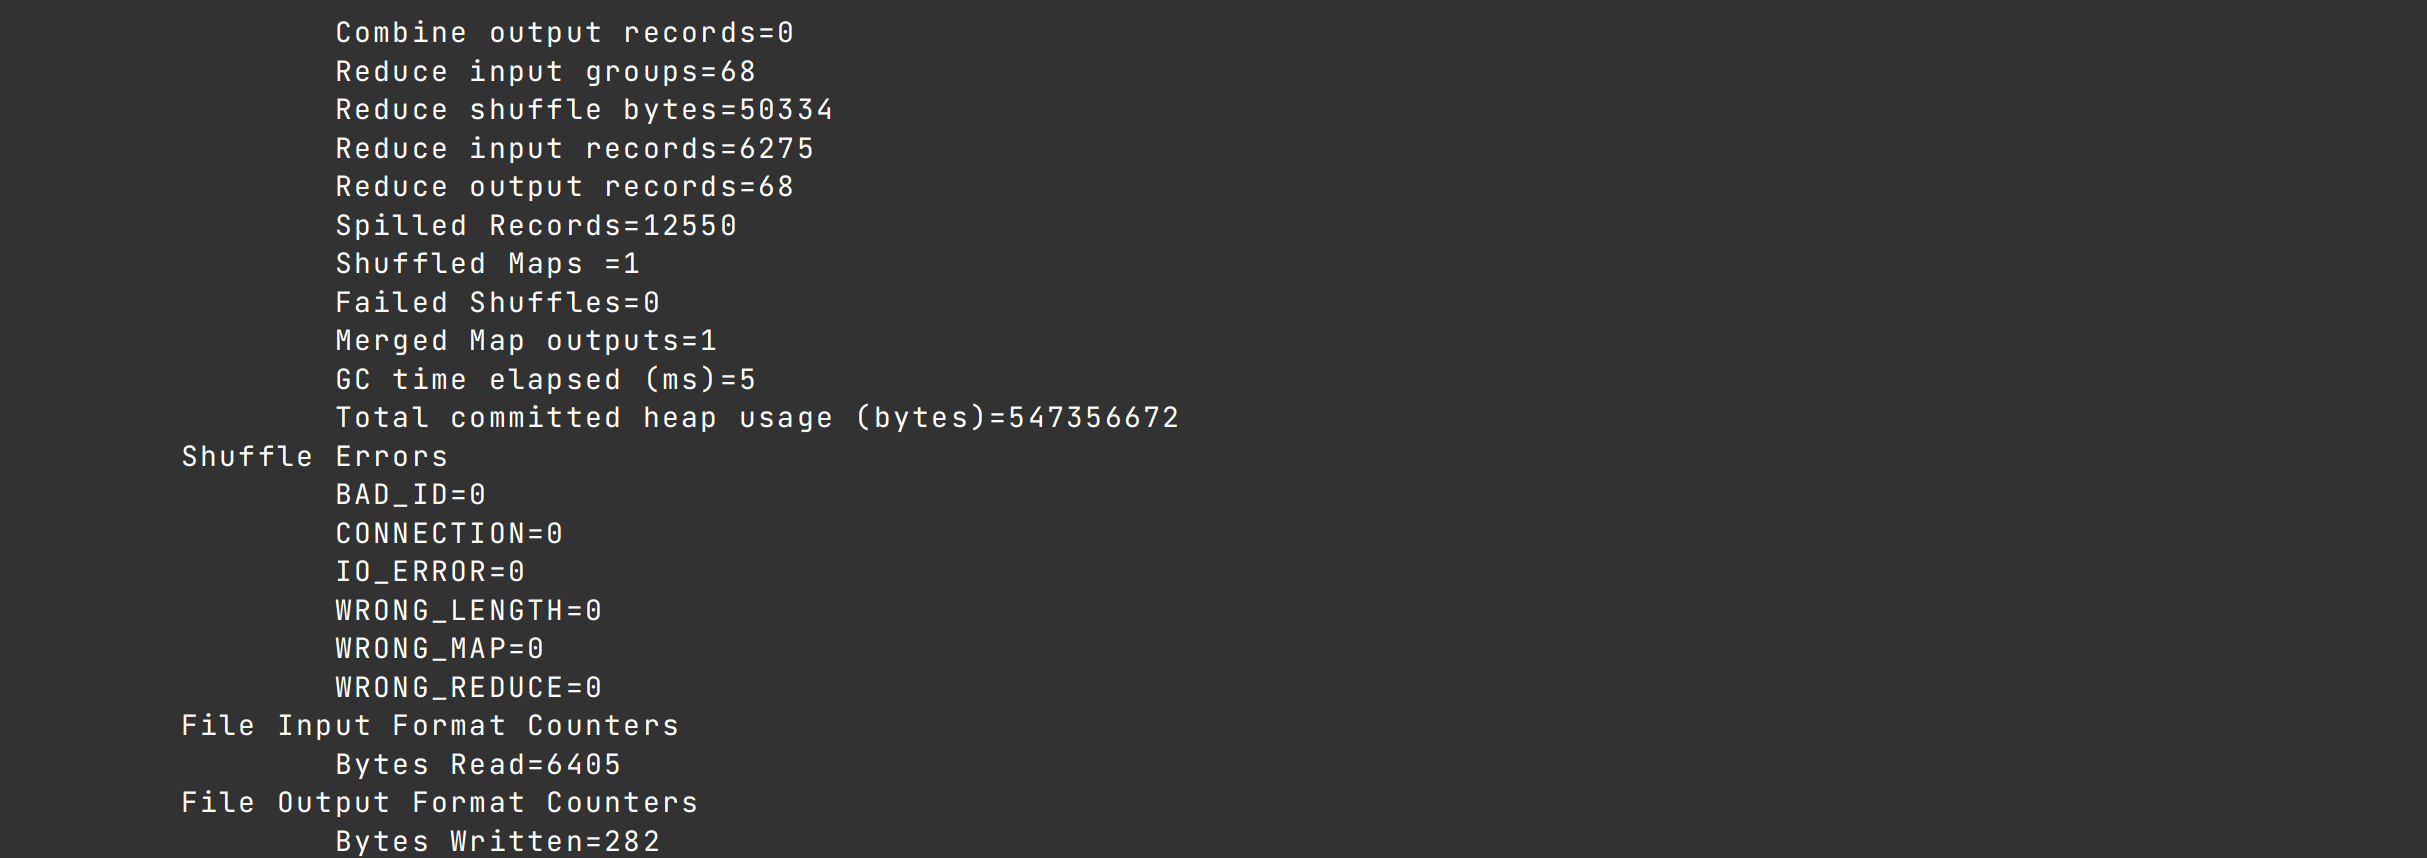 Combine output records=0
Reduce input groups=68
Reduce shuffle bytes=50334
Reduce input records=6275
Reduce output records=68
Spilled Records=12550
Shuffled Maps =1
Failed Shuffles=0
Merged Map outputs=1
GC time elapsed (ms)=5
Total committed heap usage (bytes)=547356672
Shuffle Errors
BAD_ID=0
CONNECTION=0
IO_ERROR=0
WRONG_LENGTH=0
WRONG_MAP=0
WRONG_REDUCE=0
File Input Format Counters
Bytes Read=6405
File Output Format Counters
Bytes Written=282